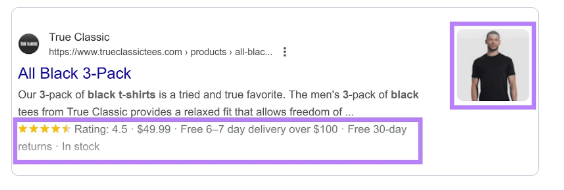 True Classic
https://www.trueclassictees.com › products › all-blac...
All Black 3-Pack
Our 3-pack of black t-shirts is a tried and true favorite. The men's 3-pack of black
tees from True Classic provides a relaxed fit that allows freedom of ...
Rating: 4.5 · $49.99 · Free 6–7 day delivery over $100 · Free 30-day
returns · In stock